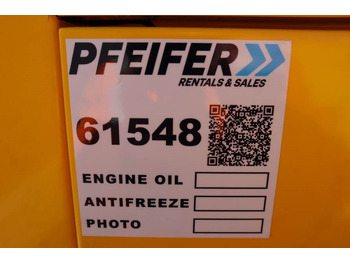 PFEIFER
RENTALS & SALES
61548
ENGINE OIL
ANTIFREEZE
PHOTO